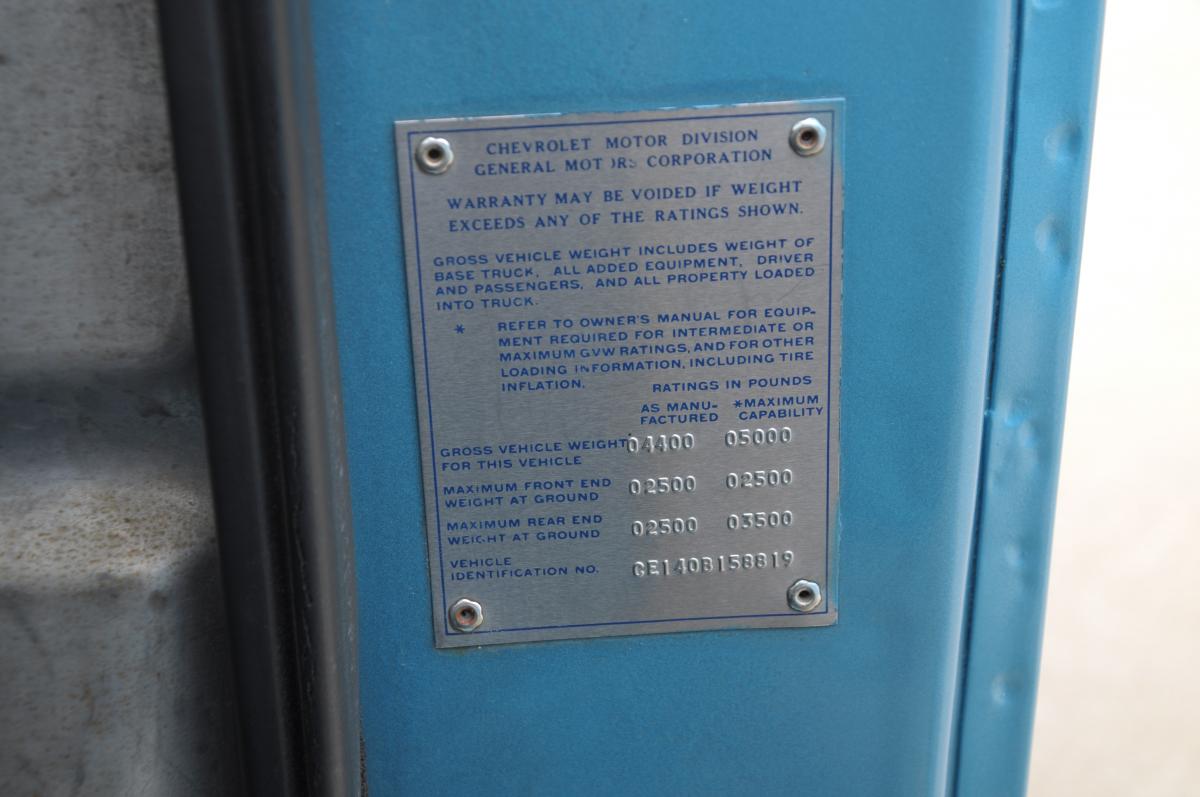 CHEVROLET MOTOR DIVISION
GENERAL MOTORS CORPORATION
WARRANTY MAY BE VOIDED IF WEIGHT
EXCEEDS ANY OF THE RATINGS SHOWN.
GROSS VEHICLE WEIGHT INCLUDES WEIGHT OF
BASE TRUCK, ALL ADDED EQUIPMENT, DRIVER
AND PASSENGERS, AND ALL PROPERTY LOADED
INTO TRUCK.
* REFER TO OWNER'S MANUAL FOR EQUIP-
MENT REQUIRED FOR INTERMEDIATE OR
MAXIMUM GVW RATINGS, AND FOR OTHER
LOADING INFORMATION, INCLUDING TIRE
INFLATION.
RATINGS IN POUNDS
AS MANU- *MAXIMUM
FACTURED CAPABILITY
GROSS VEHICLE WEIGHT 04400 05000
FOR THIS VEHICLE
MAXIMUM FRONT END 02500 02500
WEIGHT AT GROUND
MAXIMUM REAR END 02500 03500
WEIGHT AT GROUND
VEHICLE
IDENTIFICATION NO. CE140B158819